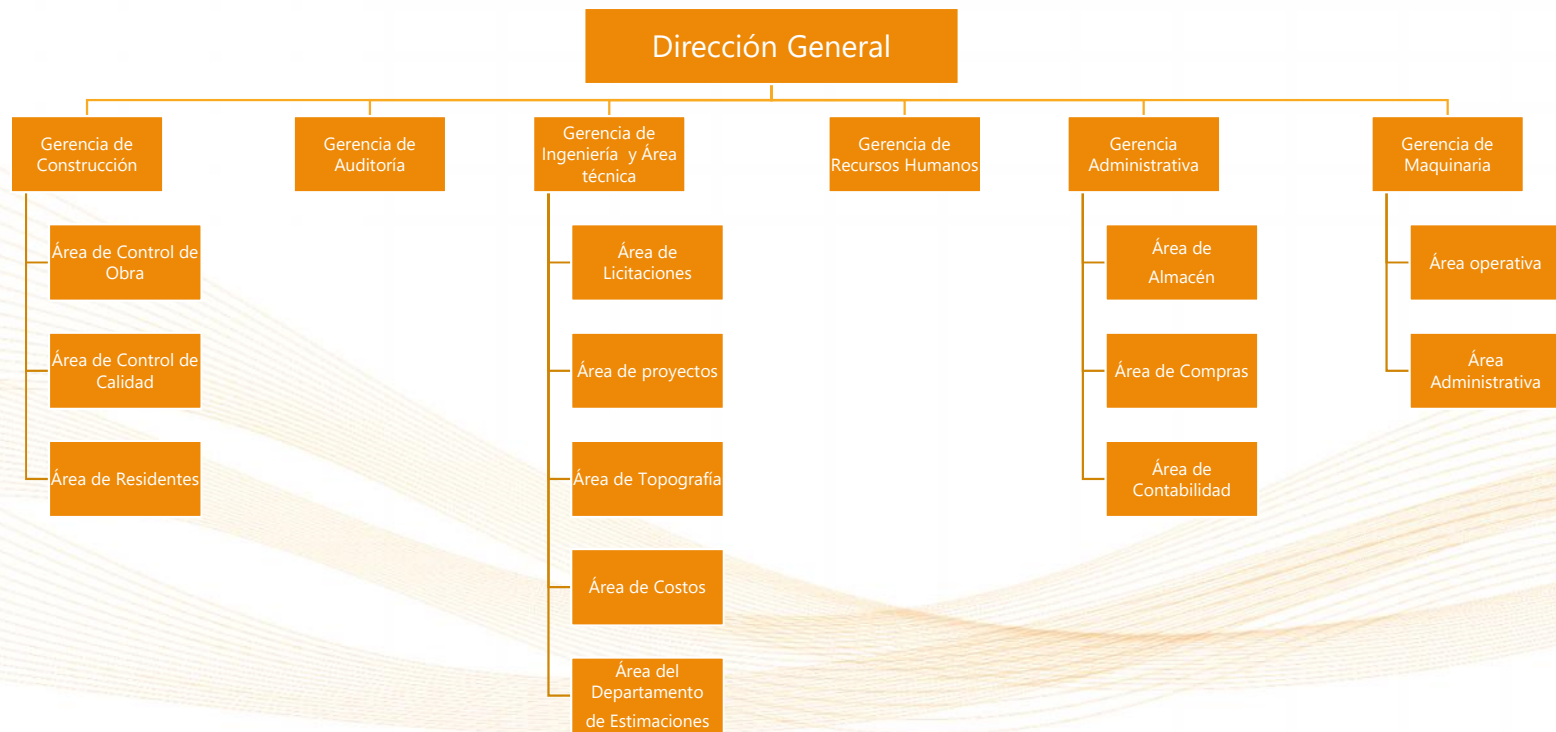 Dirección General
Gerencia de
Construcción
Gerencia de
Auditoría
Gerencia de
Ingeniería  y Área
técnica
Gerencia de
Recursos Humanos
Gerencia
Administrativa
Gerencia de
Maquinaria
Área de Control de
Obra
Área de Control de
Calidad
Área de Residentes
Área de
Licitaciones
Área de proyectos
Área de Topografía
Área de Costos
Área del
Departamento
de Estimaciones
Área de
Almacén
Área de Compras
Área de
Contabilidad
Área operativa
Área
Administrativa